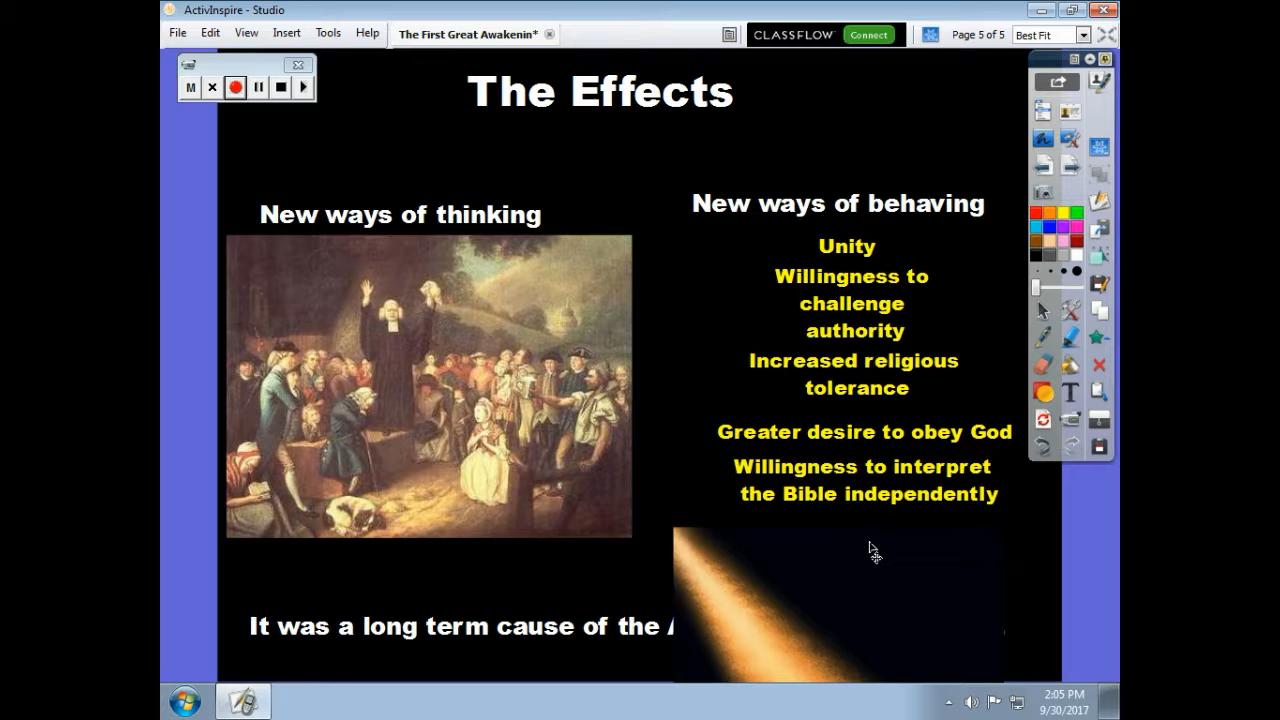 ActivInspire - Studio
File Edit View Insert Tools Help
The First Great Awakenin*
CLASSFLOW Connect
Page 5 of 5
Best Fit
M
The Effects
New ways of thinking
New ways of behaving
Unity
Willingness to
challenge
authority
Increased religious
tolerance
Greater desire to obey God
Willingness to interpret
the Bible independently
It was a long term cause of the
T
2:05 PM
9/30/2017